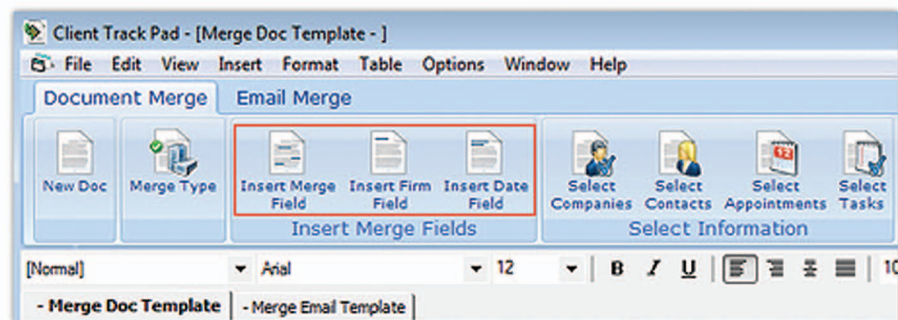 Client Track Pad - [Merge Doc Template - ]
File Edit View Insert Format Table Options Window Help
Document Merge Email Merge
New Doc Merge Type Insert Merge Field Insert Firm Field Insert Date Field Select Companies Select Contacts Select Appointments Select Tasks
Insert Merge Fields Select Information
[Normal] Arial 12 B I U 10
- Merge Doc Template - Merge Email Template